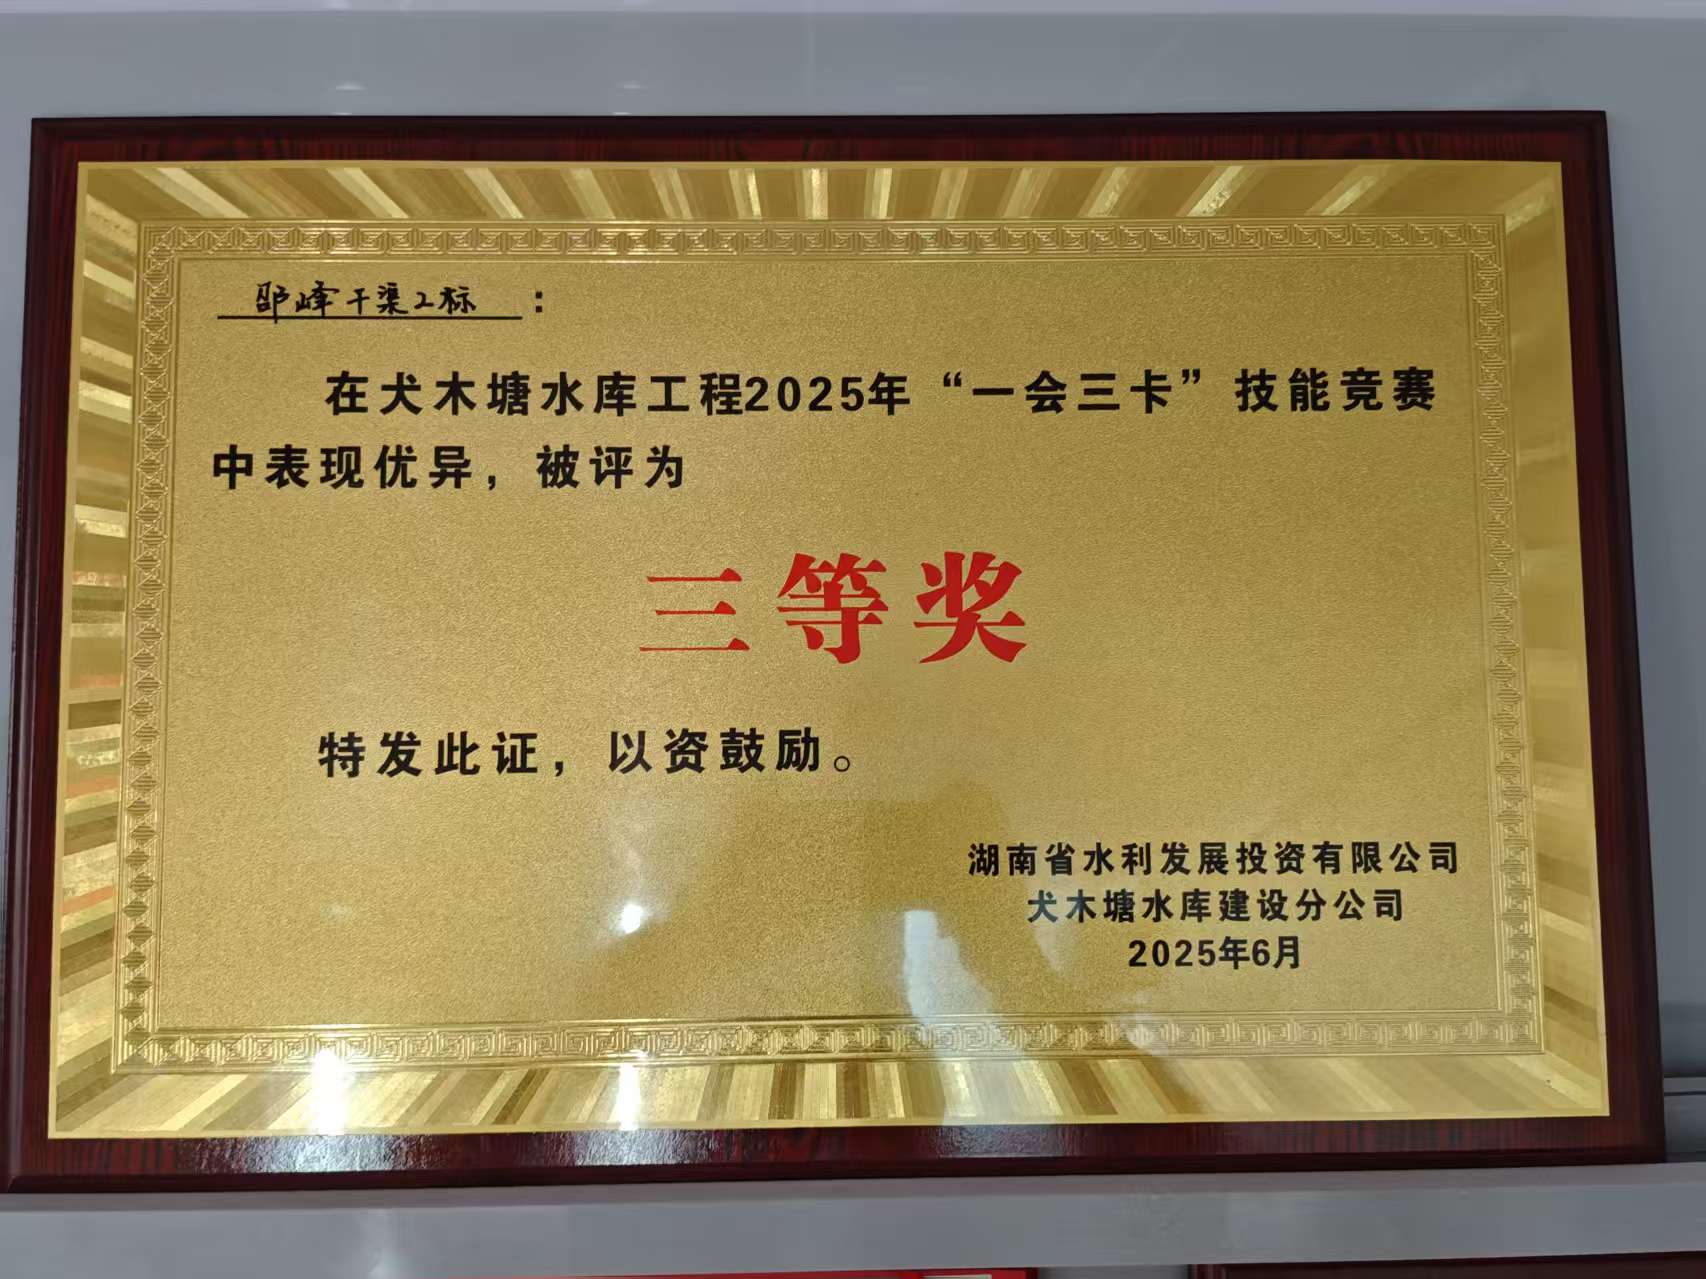 邵峰干渠2标：
在犬木塘水库工程2025年“一会三卡”技能竞赛
中表现优异，被评为
三等奖
特发此证，以资鼓励。
湖南省水利发展投资有限公司
犬木塘水库建设分公司
2025年6月